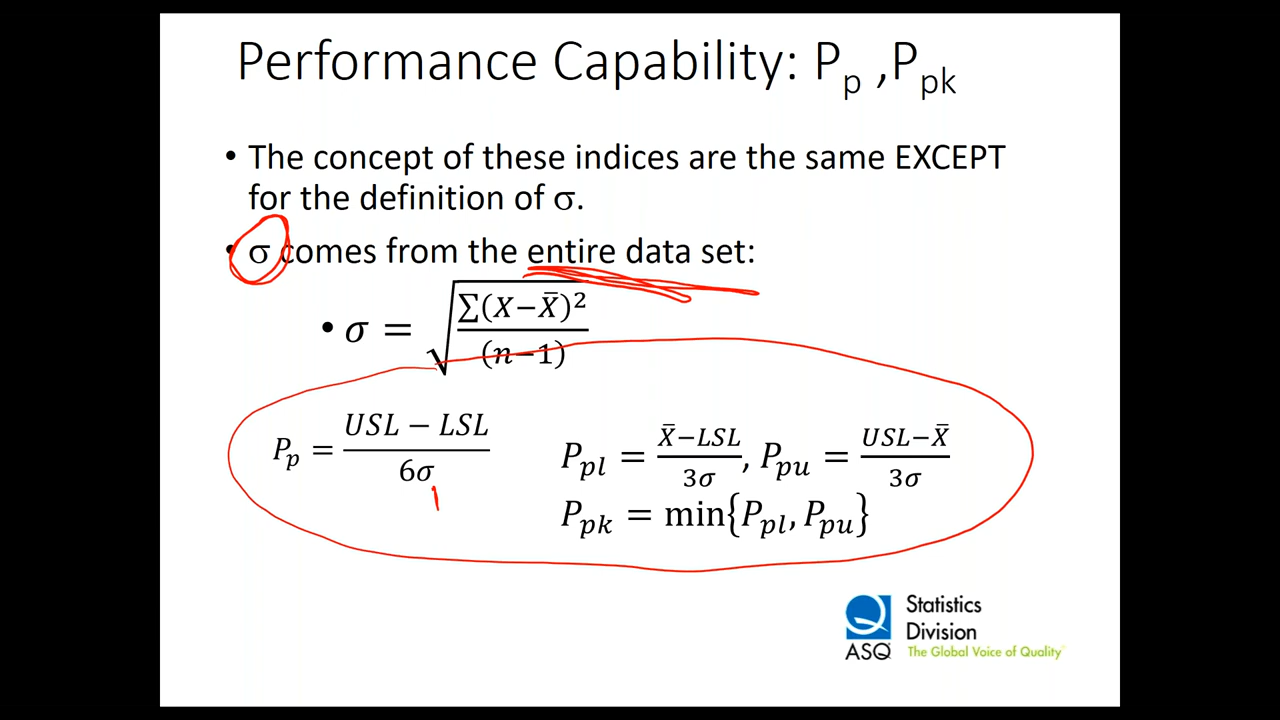 Performance Capability: Pp ,Ppk
• The concept of these indices are the same EXCEPT
for the definition of σ.
• σ comes from the entire data set:
• σ = √(∑(X−X̄)²/(n−1))
Pp = (USL − LSL)/6σ
Ppl = (X̄−LSL)/3σ, Ppu = (USL−X̄)/3σ
Ppk = min{Ppl, Ppu}
Statistics
Division
ASQ The Global Voice of Quality